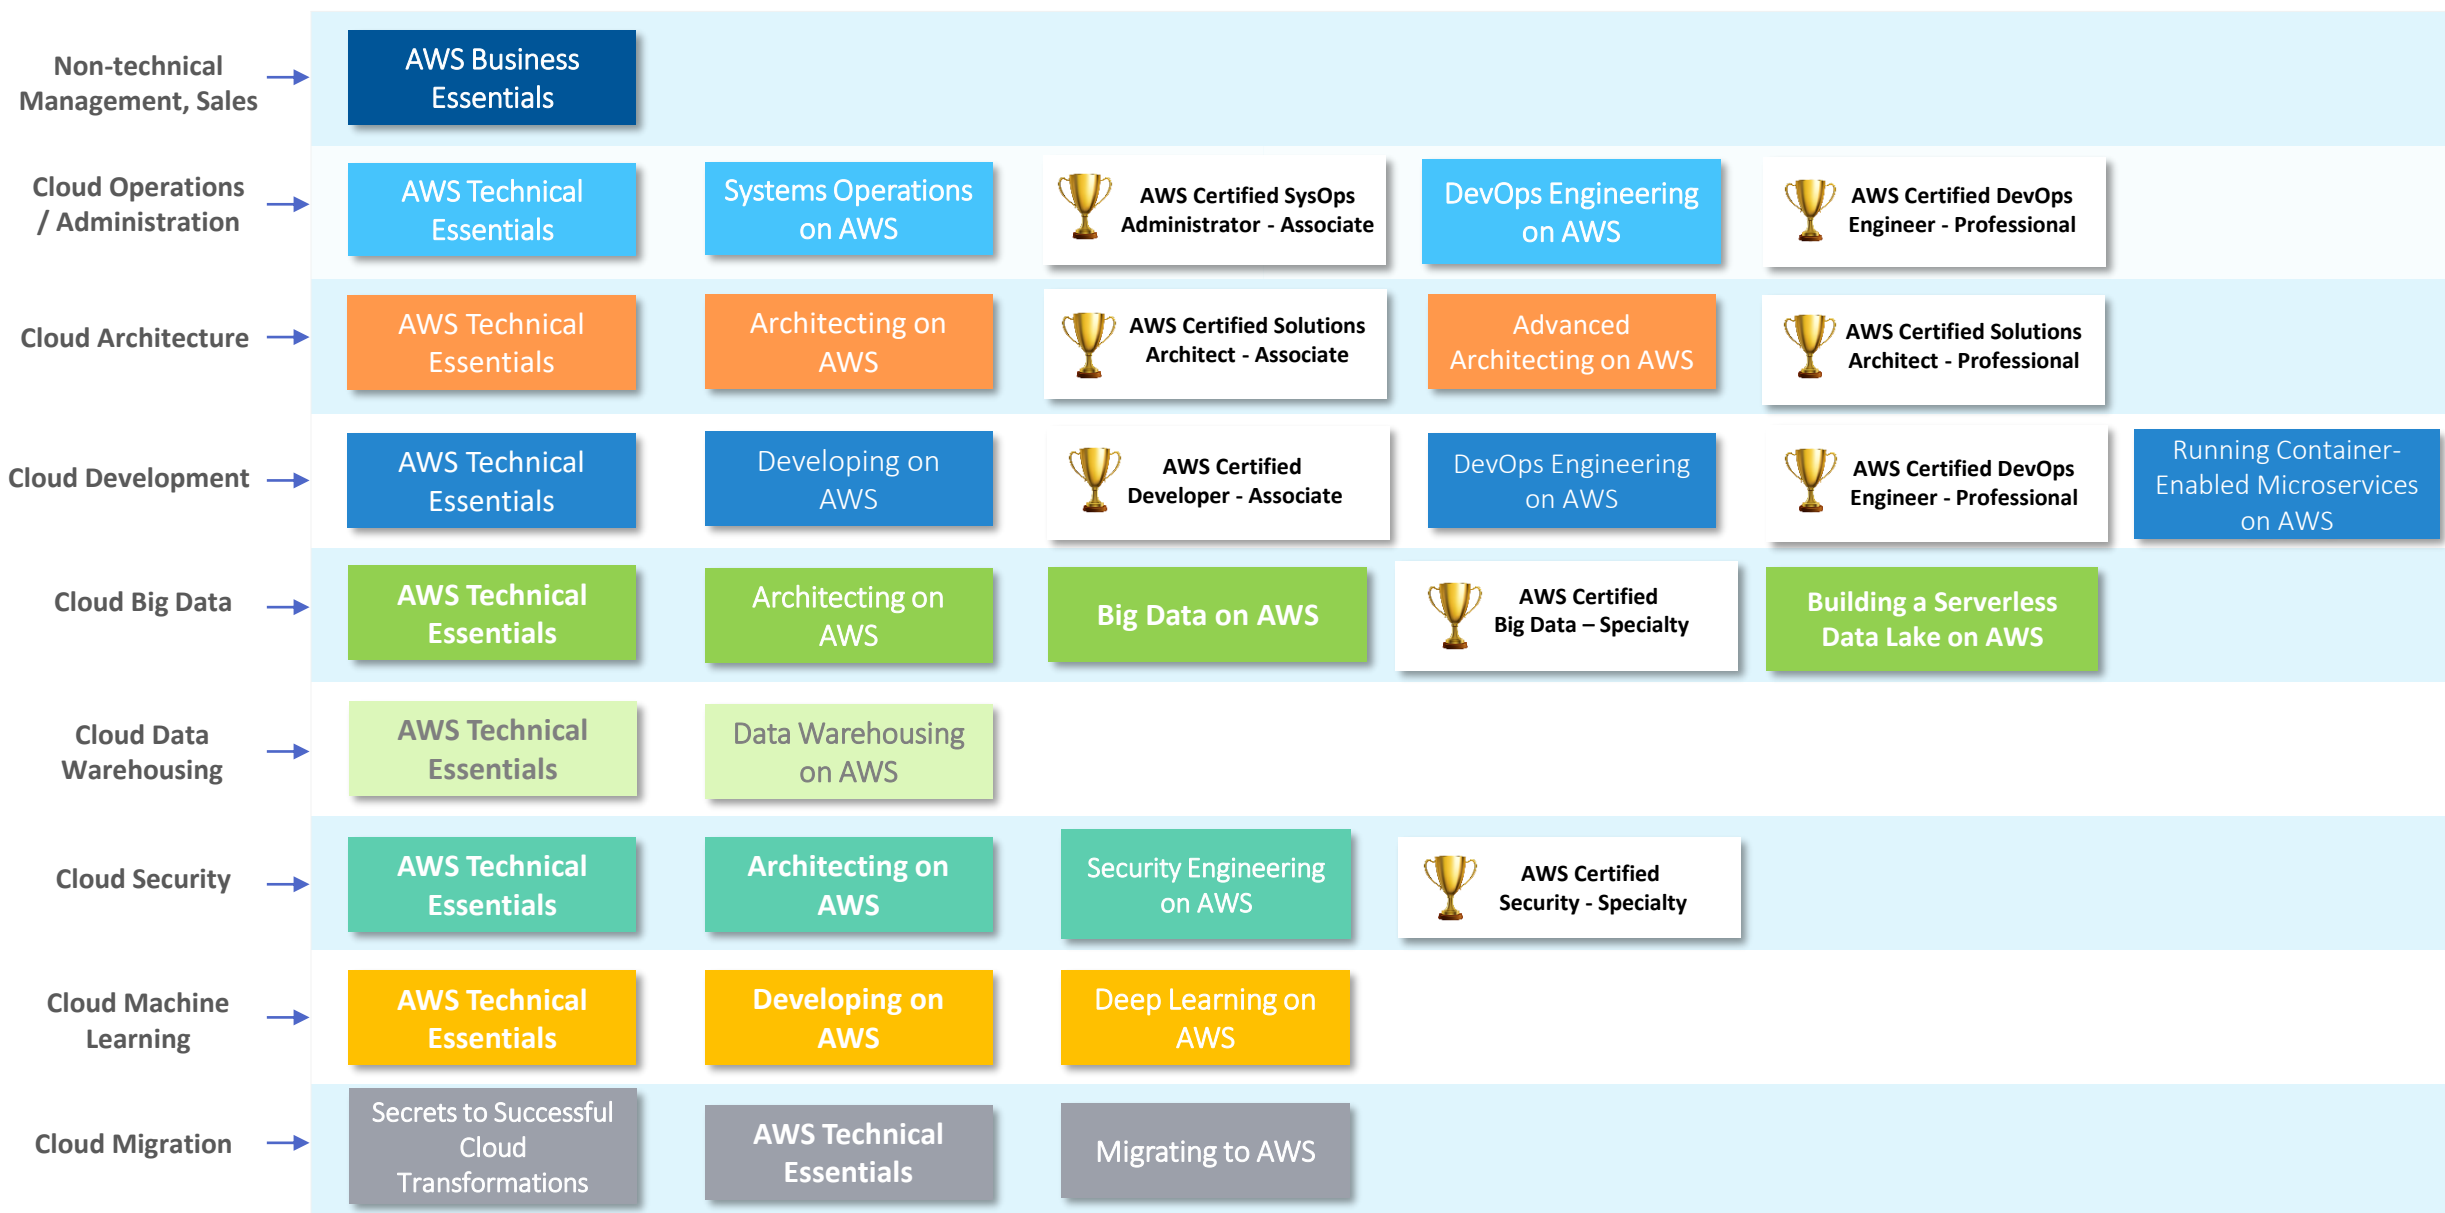 Non-technical
Management, Sales
AWS Business
Essentials
Cloud Operations
/ Administration
AWS Technical
Essentials
Systems Operations
on AWS
AWS Certified SysOps
Administrator - Associate
DevOps Engineering
on AWS
AWS Certified DevOps
Engineer - Professional
Cloud Architecture
AWS Technical
Essentials
Architecting on
AWS
AWS Certified Solutions
Architect - Associate
Advanced
Architecting on AWS
AWS Certified Solutions
Architect - Professional
Cloud Development
AWS Technical
Essentials
Developing on
AWS
AWS Certified
Developer - Associate
DevOps Engineering
on AWS
AWS Certified DevOps
Engineer - Professional
Running Container-
Enabled Microservices
on AWS
Cloud Big Data
AWS Technical
Essentials
Architecting on
AWS
Big Data on AWS
AWS Certified
Big Data – Specialty
Building a Serverless
Data Lake on AWS
Cloud Data
Warehousing
AWS Technical
Essentials
Data Warehousing
on AWS
Cloud Security
AWS Technical
Essentials
Architecting on
AWS
Security Engineering
on AWS
AWS Certified
Security - Specialty
Cloud Machine
Learning
AWS Technical
Essentials
Developing on
AWS
Deep Learning on
AWS
Cloud Migration
Secrets to Successful
Cloud
Transformations
AWS Technical
Essentials
Migrating to AWS